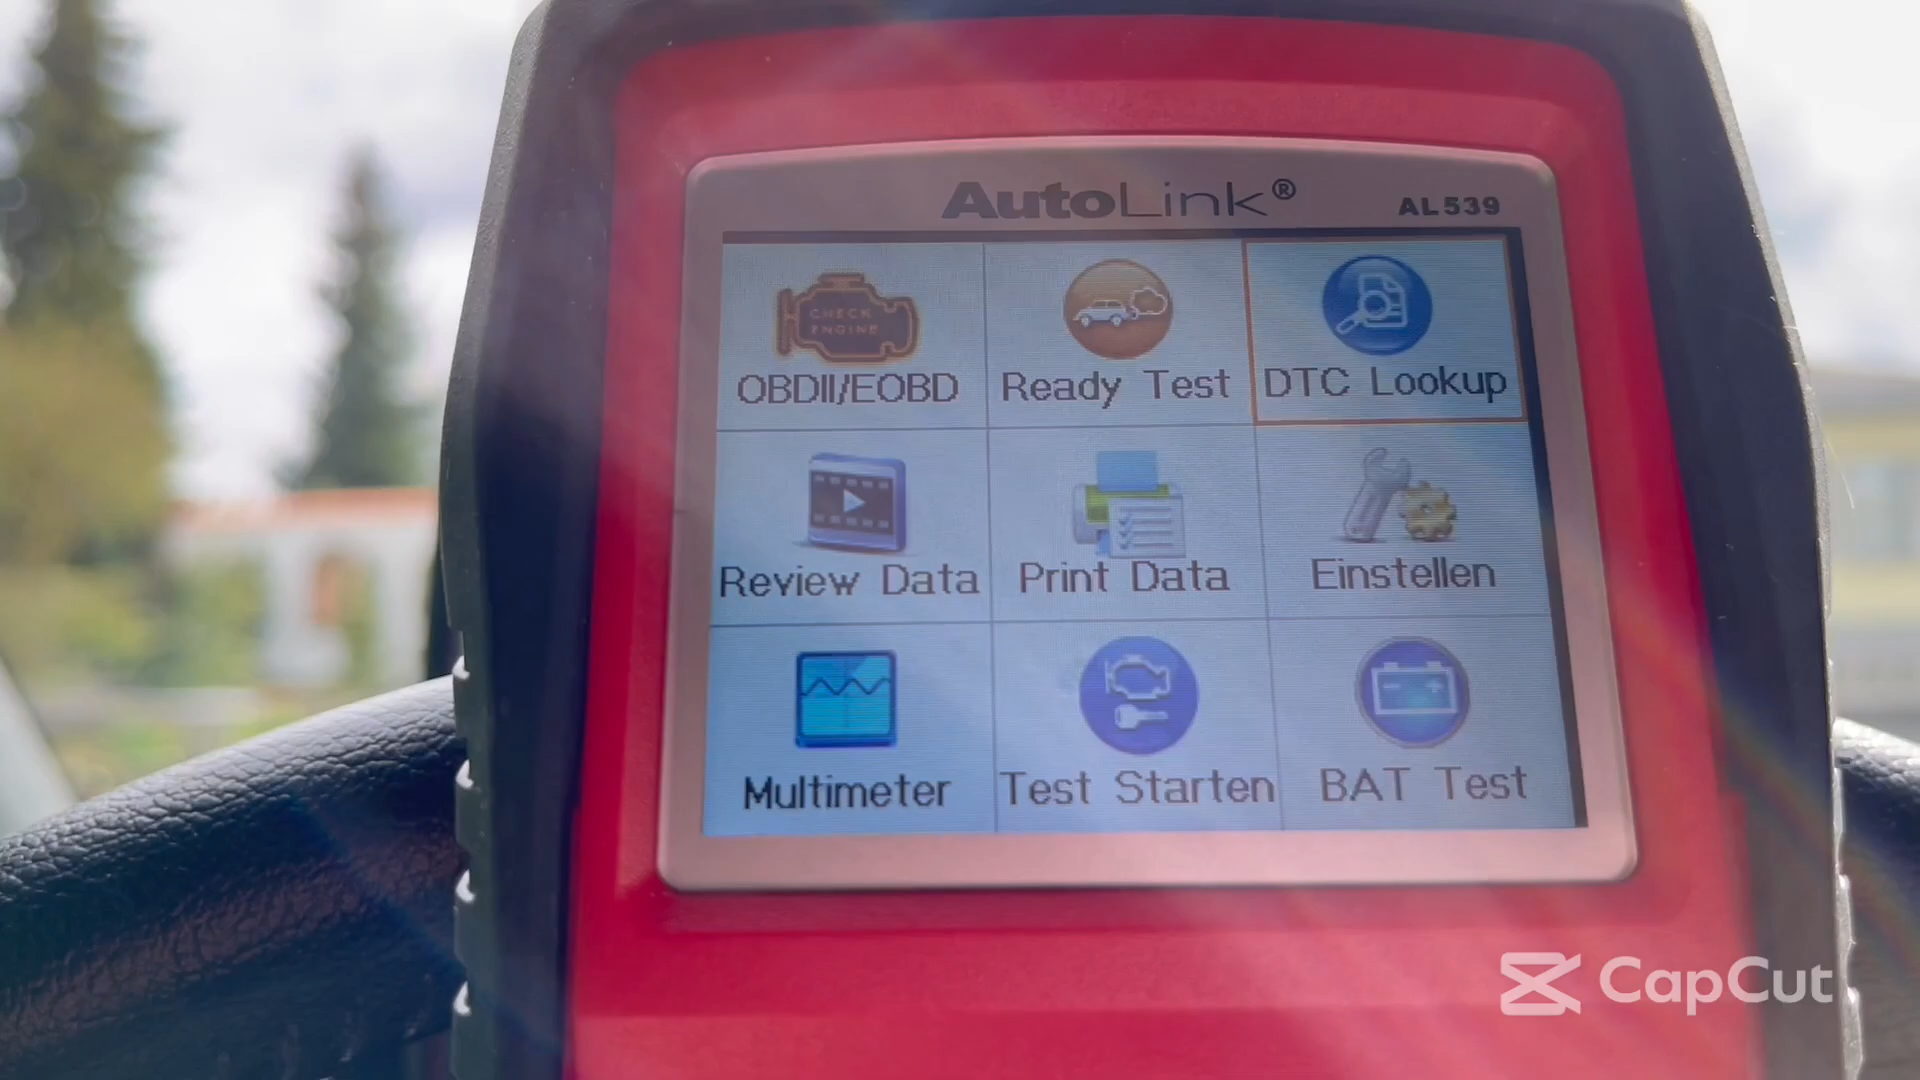 AutoLink®
AL539
CHECK
ENGINE
OBDII/EOBD
Ready Test
DTC Lookup
Review Data
Print Data
Einstellen
Multimeter
Test Starten
BAT Test
CapCut